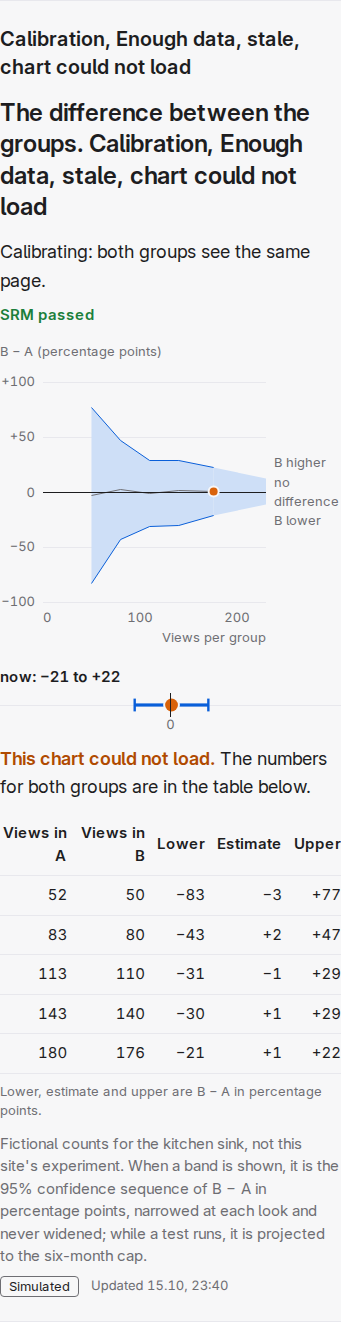 Calibration, Enough data, stale,
chart could not load
The difference between the
groups. Calibration, Enough
data, stale, chart could not
load
Calibrating: both groups see the same
page.
SRM passed
B − A (percentage points)
+100
+50
0
−50
−100
B higher
no
difference
B lower
0 100 200
Views per group
now: −21 to +22
0
This chart could not load. The numbers
for both groups are in the table below.
Views in A Views in B Lower Estimate Upper
52 50 −83 −3 +77
83 80 −43 +2 +47
113 110 −31 −1 +29
143 140 −30 +1 +29
180 176 −21 +1 +22
Lower, estimate and upper are B − A in percentage
points.
Fictional counts for the kitchen sink, not this
site's experiment. When a band is shown, it is the
95% confidence sequence of B − A in
percentage points, narrowed at each look and
never widened; while a test runs, it is projected
to the six-month cap.
Simulated Updated 15.10, 23:40